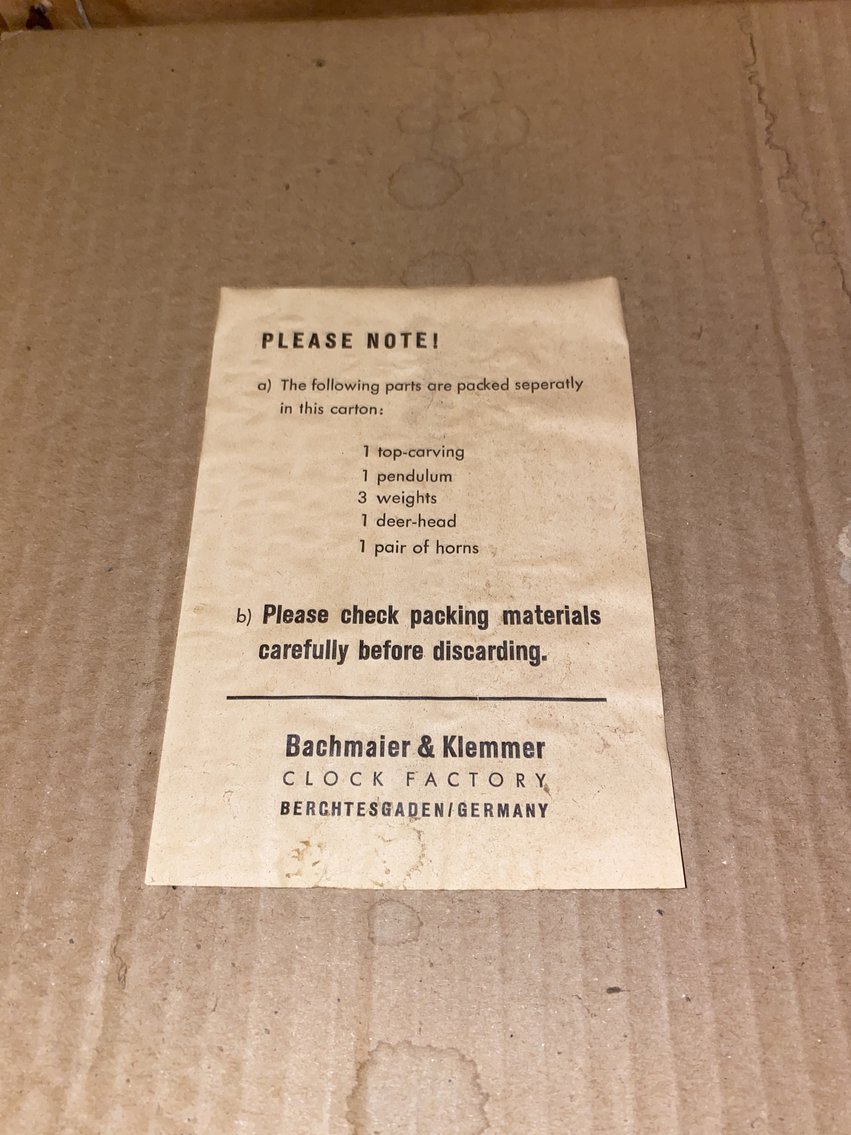 PLEASE NOTE!
a) The following parts are packed seperatly
in this carton:
1 top-carving
1 pendulum
3 weights
1 deer-head
1 pair of horns
b) Please check packing materials
carefully before discarding.
Bachmaier & Klemmer
CLOCK FACTORY
BERCHTESGADEN/GERMANY